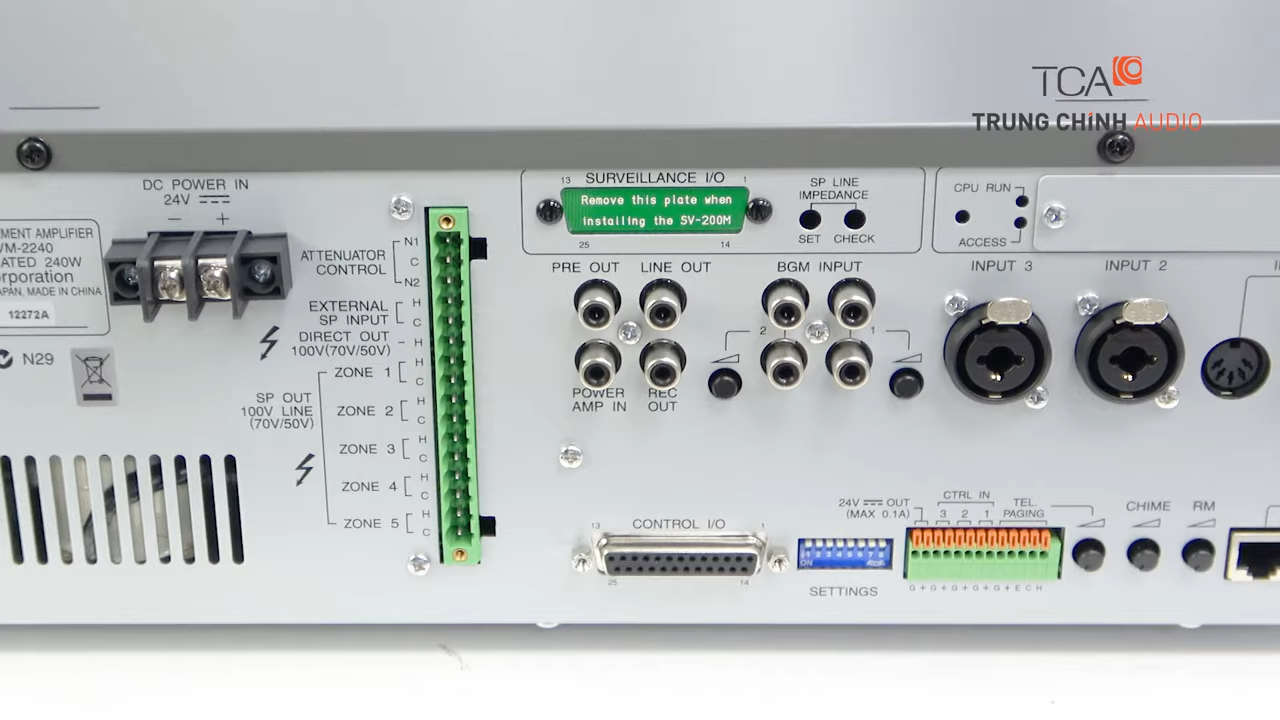 TCA
TRUNG CHÍNH AUDIO
DC POWER IN
24V
− +
EMENT AMPLIFIER
VM-2240
ATED 240W
orporation
APAN, MADE IN CHINA
12272A
N29
ATTENUATOR
CONTROL
N1
C
N2
EXTERNAL
SP INPUT
H
C
DIRECT OUT
100V(70V/50V)
- H
SP OUT
100V LINE
(70V/50V)
ZONE 1
H
C
ZONE 2
H
C
ZONE 3
H
C
ZONE 4
H
C
ZONE 5
H
C
13 SURVEILLANCE I/O 1
Remove this plate when
installing the SV-200M
25 14
SP LINE
IMPEDANCE
SET CHECK
CPU RUN
ACCESS
PRE OUT LINE OUT
POWER
AMP IN
REC
OUT
BGM INPUT
2 1
INPUT 3
INPUT 2
13 CONTROL I/O 1
25 14
ON
SETTINGS
24V OUT
(MAX 0.1A)
CTRL IN
3 2 1
TEL.
PAGING
G + G + G + G + G + E C H
CHIME
RM